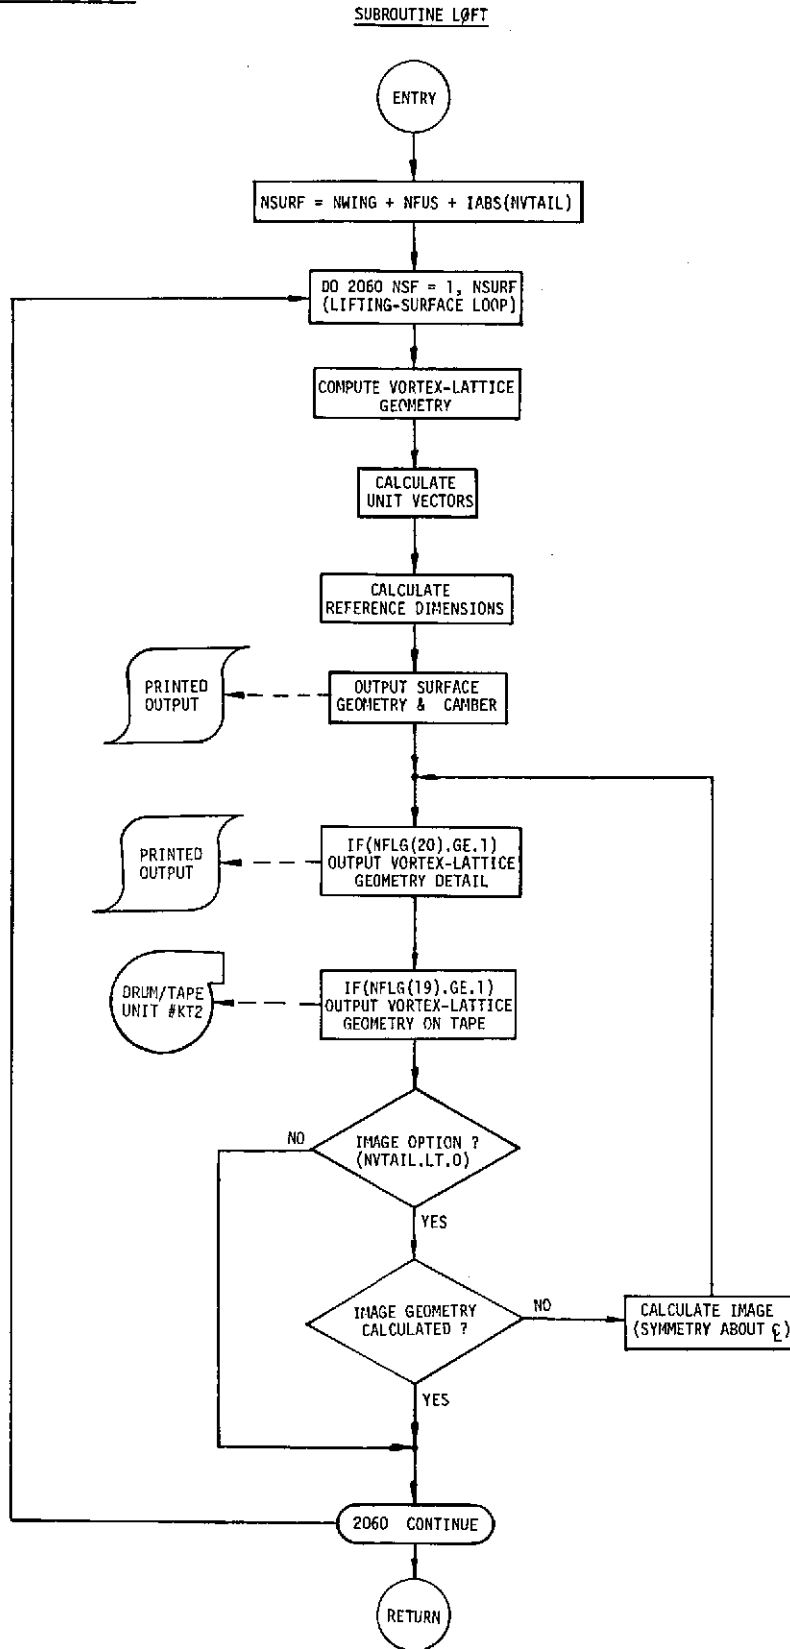 SUBROUTINE LØFT
ENTRY
NSURF = NWING + NFUS + IABS(NVTAIL)
DO 2060 NSF = 1, NSURF
(LIFTING-SURFACE LOOP)
COMPUTE VORTEX-LATTICE
GEOMETRY
CALCULATE
UNIT VECTORS
CALCULATE
REFERENCE DIMENSIONS
PRINTED
OUTPUT
OUTPUT SURFACE
GEOMETRY & CAMBER
PRINTED
OUTPUT
IF(NFLG(20).GE.1)
OUTPUT VORTEX-LATTICE
GEOMETRY DETAIL
DRUM/TAPE
UNIT #KT2
IF(NFLG(19).GE.1)
OUTPUT VORTEX-LATTICE
GEOMETRY ON TAPE
NO
IMAGE OPTION ?
(NVTAIL.LT.0)
YES
IMAGE GEOMETRY
CALCULATED ?
NO
CALCULATE IMAGE
(SYMMETRY ABOUT ℄)
YES
2060 CONTINUE
RETURN